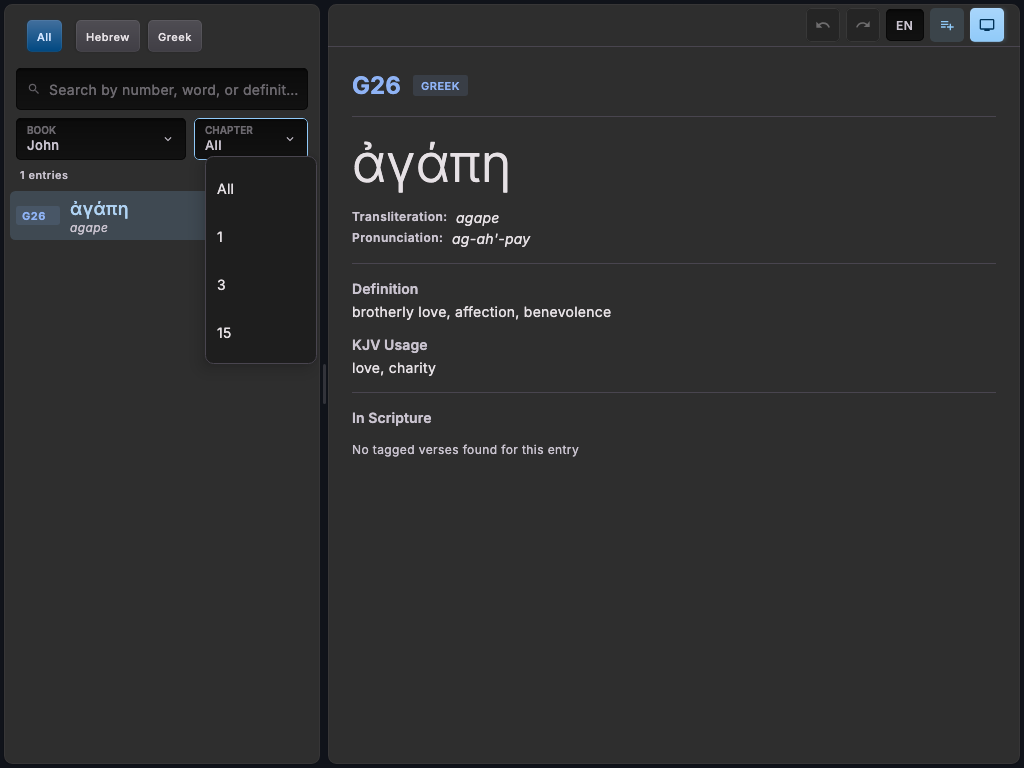 All
Hebrew
Greek
Search by number, word, or definit...
BOOK
John
CHAPTER
All
1 entries
G26
ἀγάπη
agape
All
1
3
15
EN
G26
GREEK
ἀγάπη
Transliteration: agape
Pronunciation: ag-ah'-pay
Definition
brotherly love, affection, benevolence
KJV Usage
love, charity
In Scripture
No tagged verses found for this entry